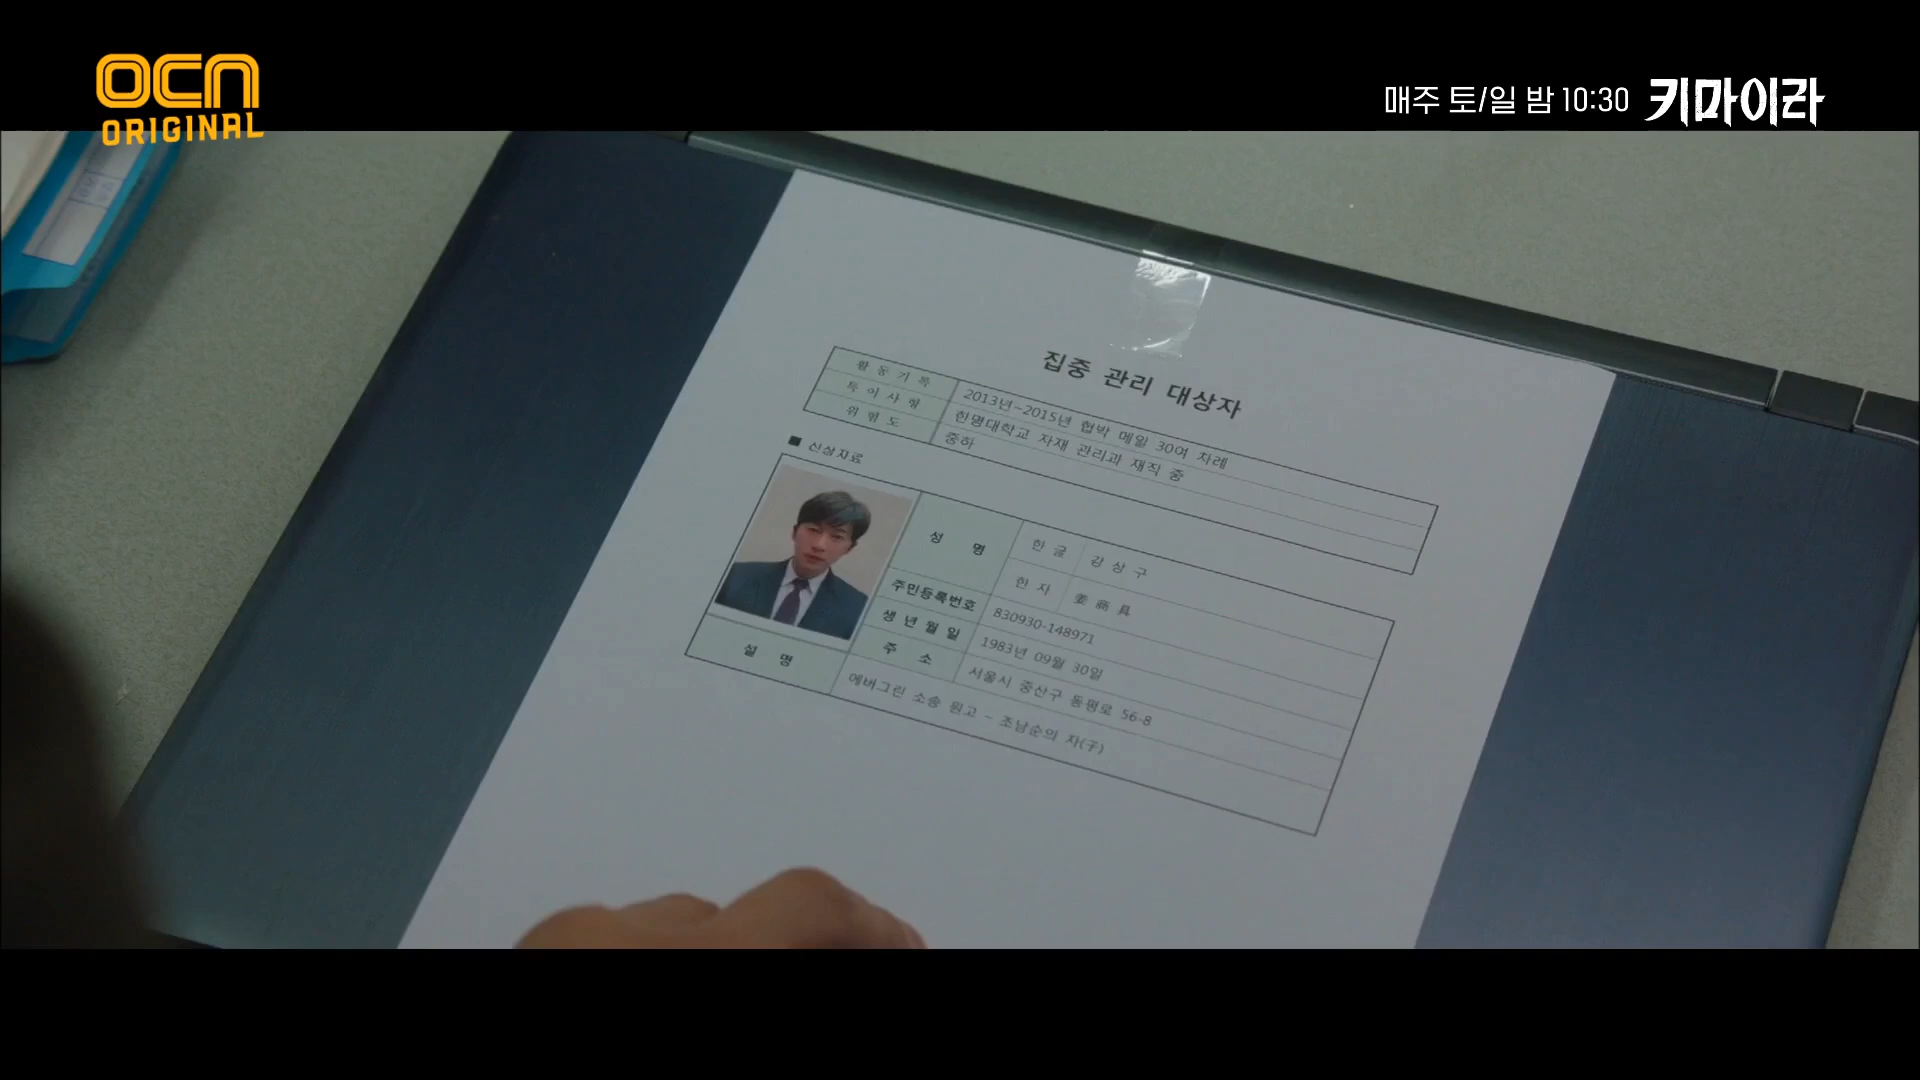 OCN
ORIGINAL
매주 토/일 밤 10:30 키마이라
집중 관리 대상자
활동기록 2013년~2015년 협박 메일 30여 차례
특이사항 한명대학교 자재 관리과 재직 중
위험도 중하
■ 신상자료
성 명 한글 강상구
한자 姜商具
주민등록번호 830930-148971
생년월일 1983년 09월 30일
주 소 서울시 중산구 동평로 56-8
설 명 에버그린 소송 원고 - 조남순의 자(子)